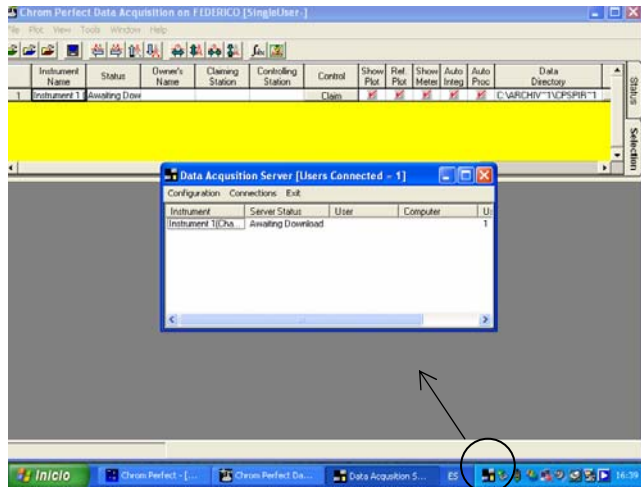 Chrom Perfect Data Acquisition on FEDERICO [SingleUser-]
File Plot View Tools Window Help
Instrument Name Status Owner's Name Claiming Station Controlling Station Control Show Plot Ref. Plot Show Meter Auto Integ Auto Proc Data Directory
1 Instrument 1 Awaiting Dow Claim C:\ARCHIV~1\CPSPIR~1 ...
Status
Selection
Data Acqusition Server [Users Connected - 1]
Configuration Connections Exit
Instrument Server Status User Computer
Instrument 1(Cha... Awaiting Download 1
Inicio Chrom Perfect - [... Chrom Perfect Da... Data Acqusition S... ES 16:39